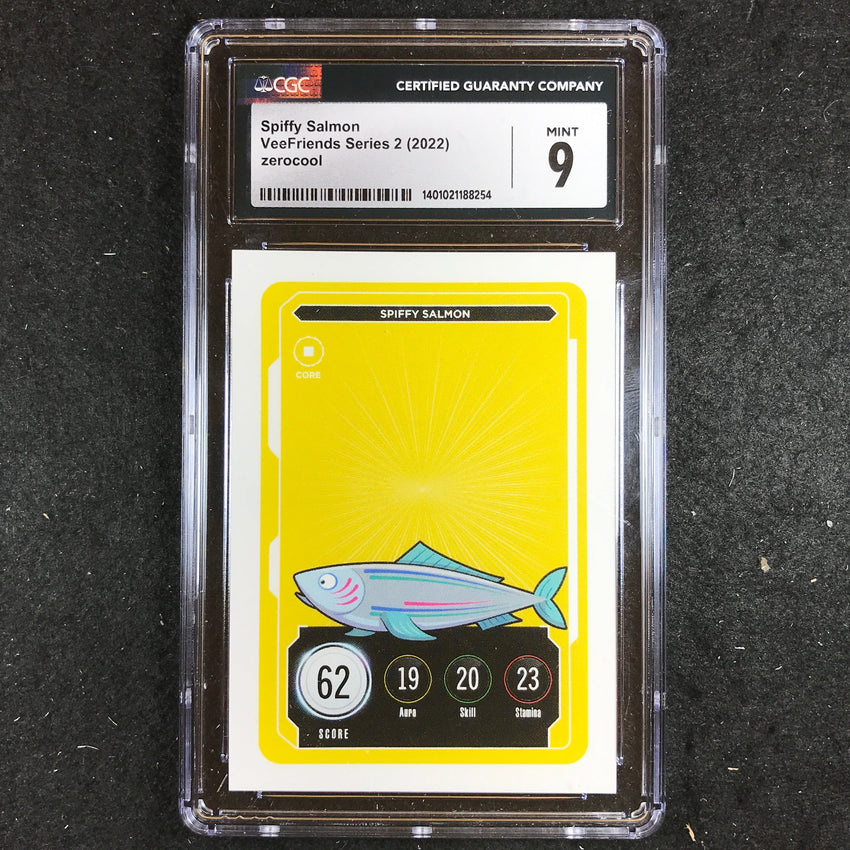 CGC
CERTIFIED GUARANTY COMPANY
Spiffy Salmon
VeeFriends Series 2 (2022)
zerocool
MINT
9
1401021188254
SPIFFY SALMON
CORE
62
19
20
23
Aura
Skill
Stamina
SCORE